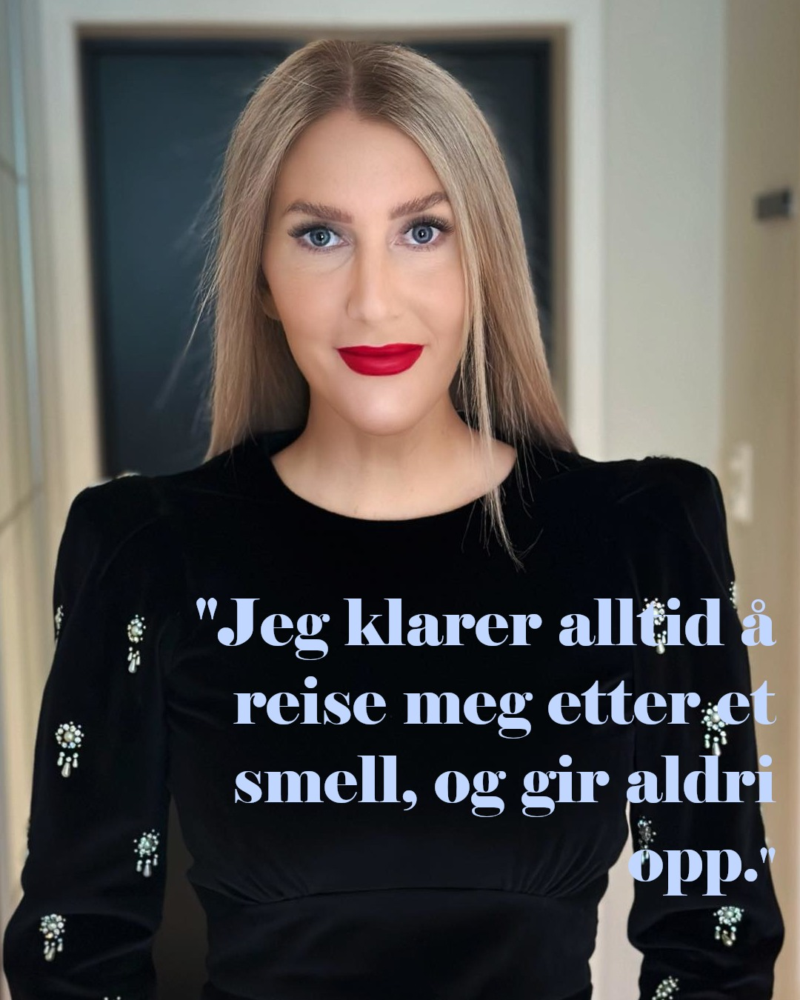 "Jeg klarer alltid å
reise meg etter et
smell, og gir aldri
opp."